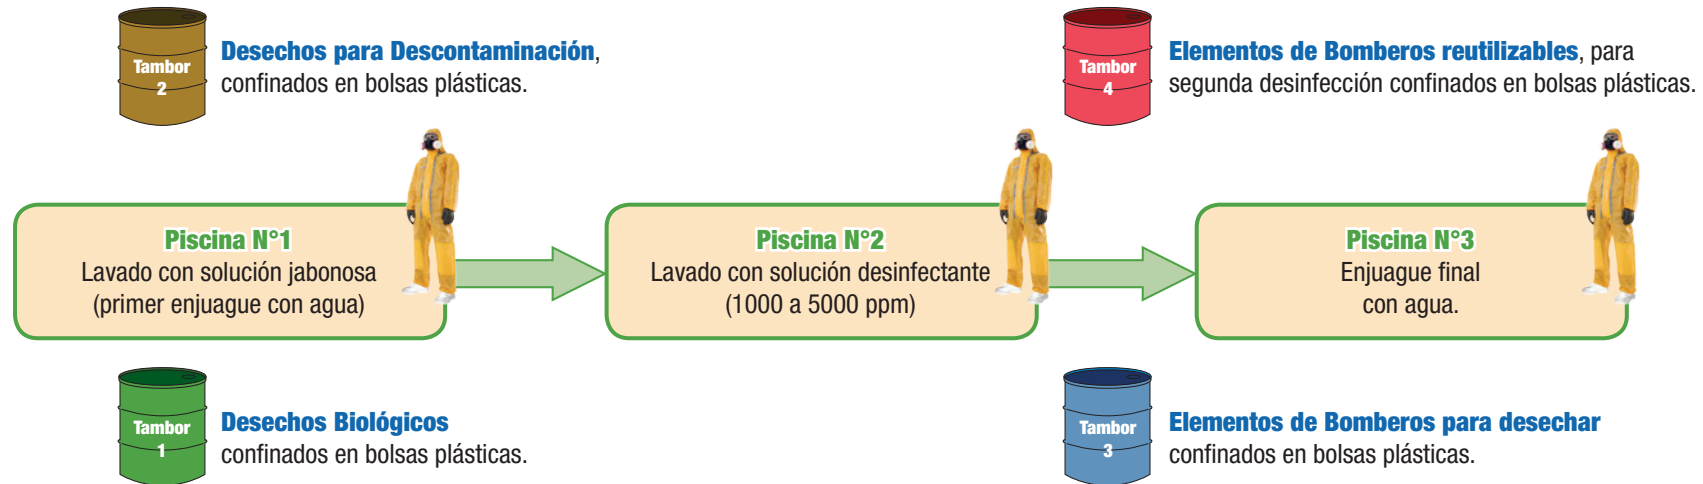 Tambor
2
Desechos para Descontaminación,
confinados en bolsas plásticas.
Tambor
4
Elementos de Bomberos reutilizables, para
segunda desinfección confinados en bolsas plásticas.
Piscina N°1
Lavado con solución jabonosa
(primer enjuague con agua)
Piscina N°2
Lavado con solución desinfectante
(1000 a 5000 ppm)
Piscina N°3
Enjuague final
con agua.
Tambor
1
Desechos Biológicos
confinados en bolsas plásticas.
Tambor
3
Elementos de Bomberos para desechar
confinados en bolsas plásticas.